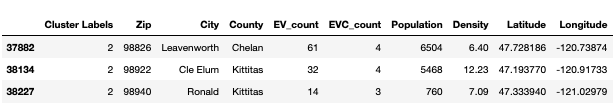 Cluster Labels Zip City County EV_count EVC_count Population Density Latitude Longitude
37882 2 98826 Leavenworth Chelan 61 4 6504 6.40 47.728186 -120.73874
38134 2 98922 Cle Elum Kittitas 32 4 5468 12.23 47.193770 -120.91733
38227 2 98940 Ronald Kittitas 14 3 760 7.09 47.333940 -121.02979